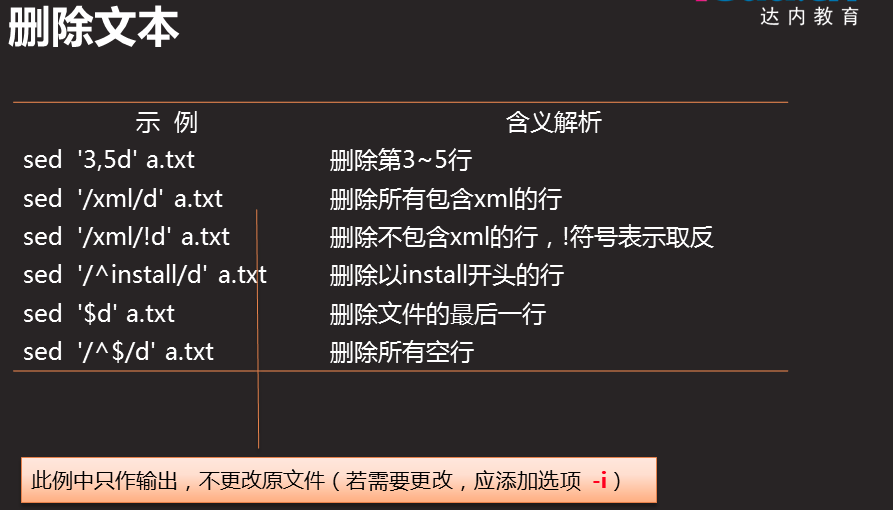 删除文本
达内教育
示 例 含义解析
sed '3,5d' a.txt 删除第3~5行
sed '/xml/d' a.txt 删除所有包含xml的行
sed '/xml/!d' a.txt 删除不包含xml的行，!符号表示取反
sed '/^install/d' a.txt 删除以install开头的行
sed '$d' a.txt 删除文件的最后一行
sed '/^$/d' a.txt 删除所有空行
此例中只作输出，不更改原文件（若需要更改，应添加选项 -i）